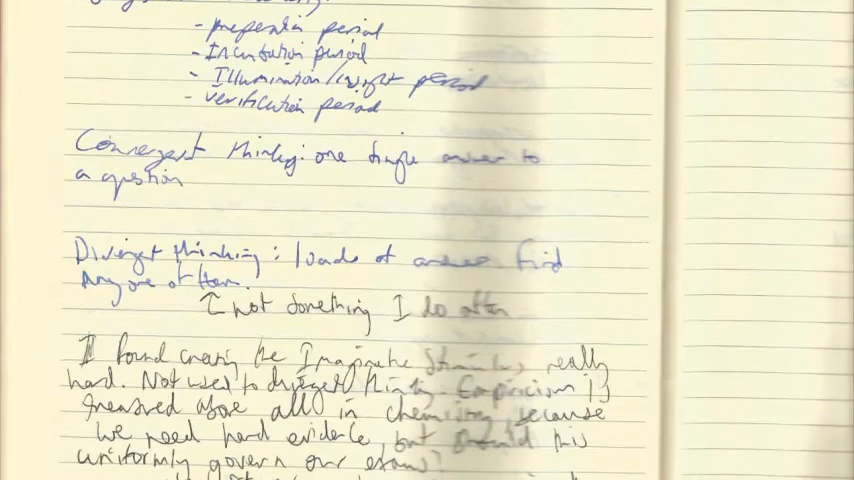 - preparation period
- Incubation period
- Illumination/insight period
- verification period
Convergent thinking: one single answer to
a question
Divergent thinking: loads of answer find
Any one of them.
↑ not something I do often
I found creating the Imaginative Stimulus really
hard. Not used to divergent thinking. Empiricism is
treasured above all in chemistry, because
we need hard evidence, but should this
uniformly govern our exams?